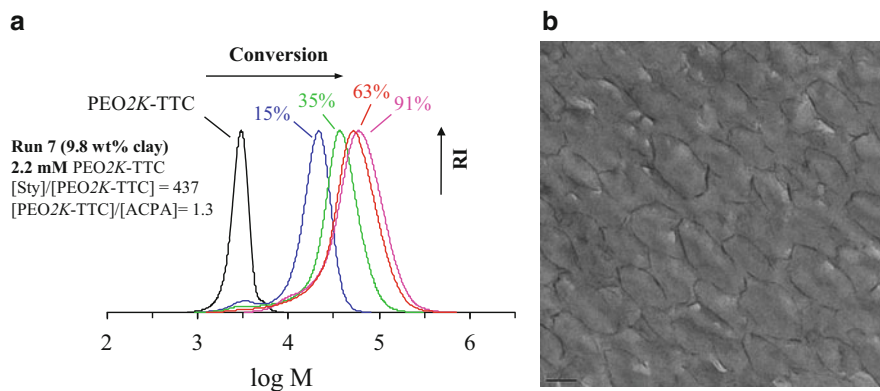 a
b
Conversion
PEO2K-TTC
15%
35%
63%
91%
Run 7 (9.8 wt% clay)
2.2 mM PEO2K-TTC
[Sty]/[PEO2K-TTC] = 437
[PEO2K-TTC]/[ACPA]= 1.3
RI
2 3 4 5 6
log M